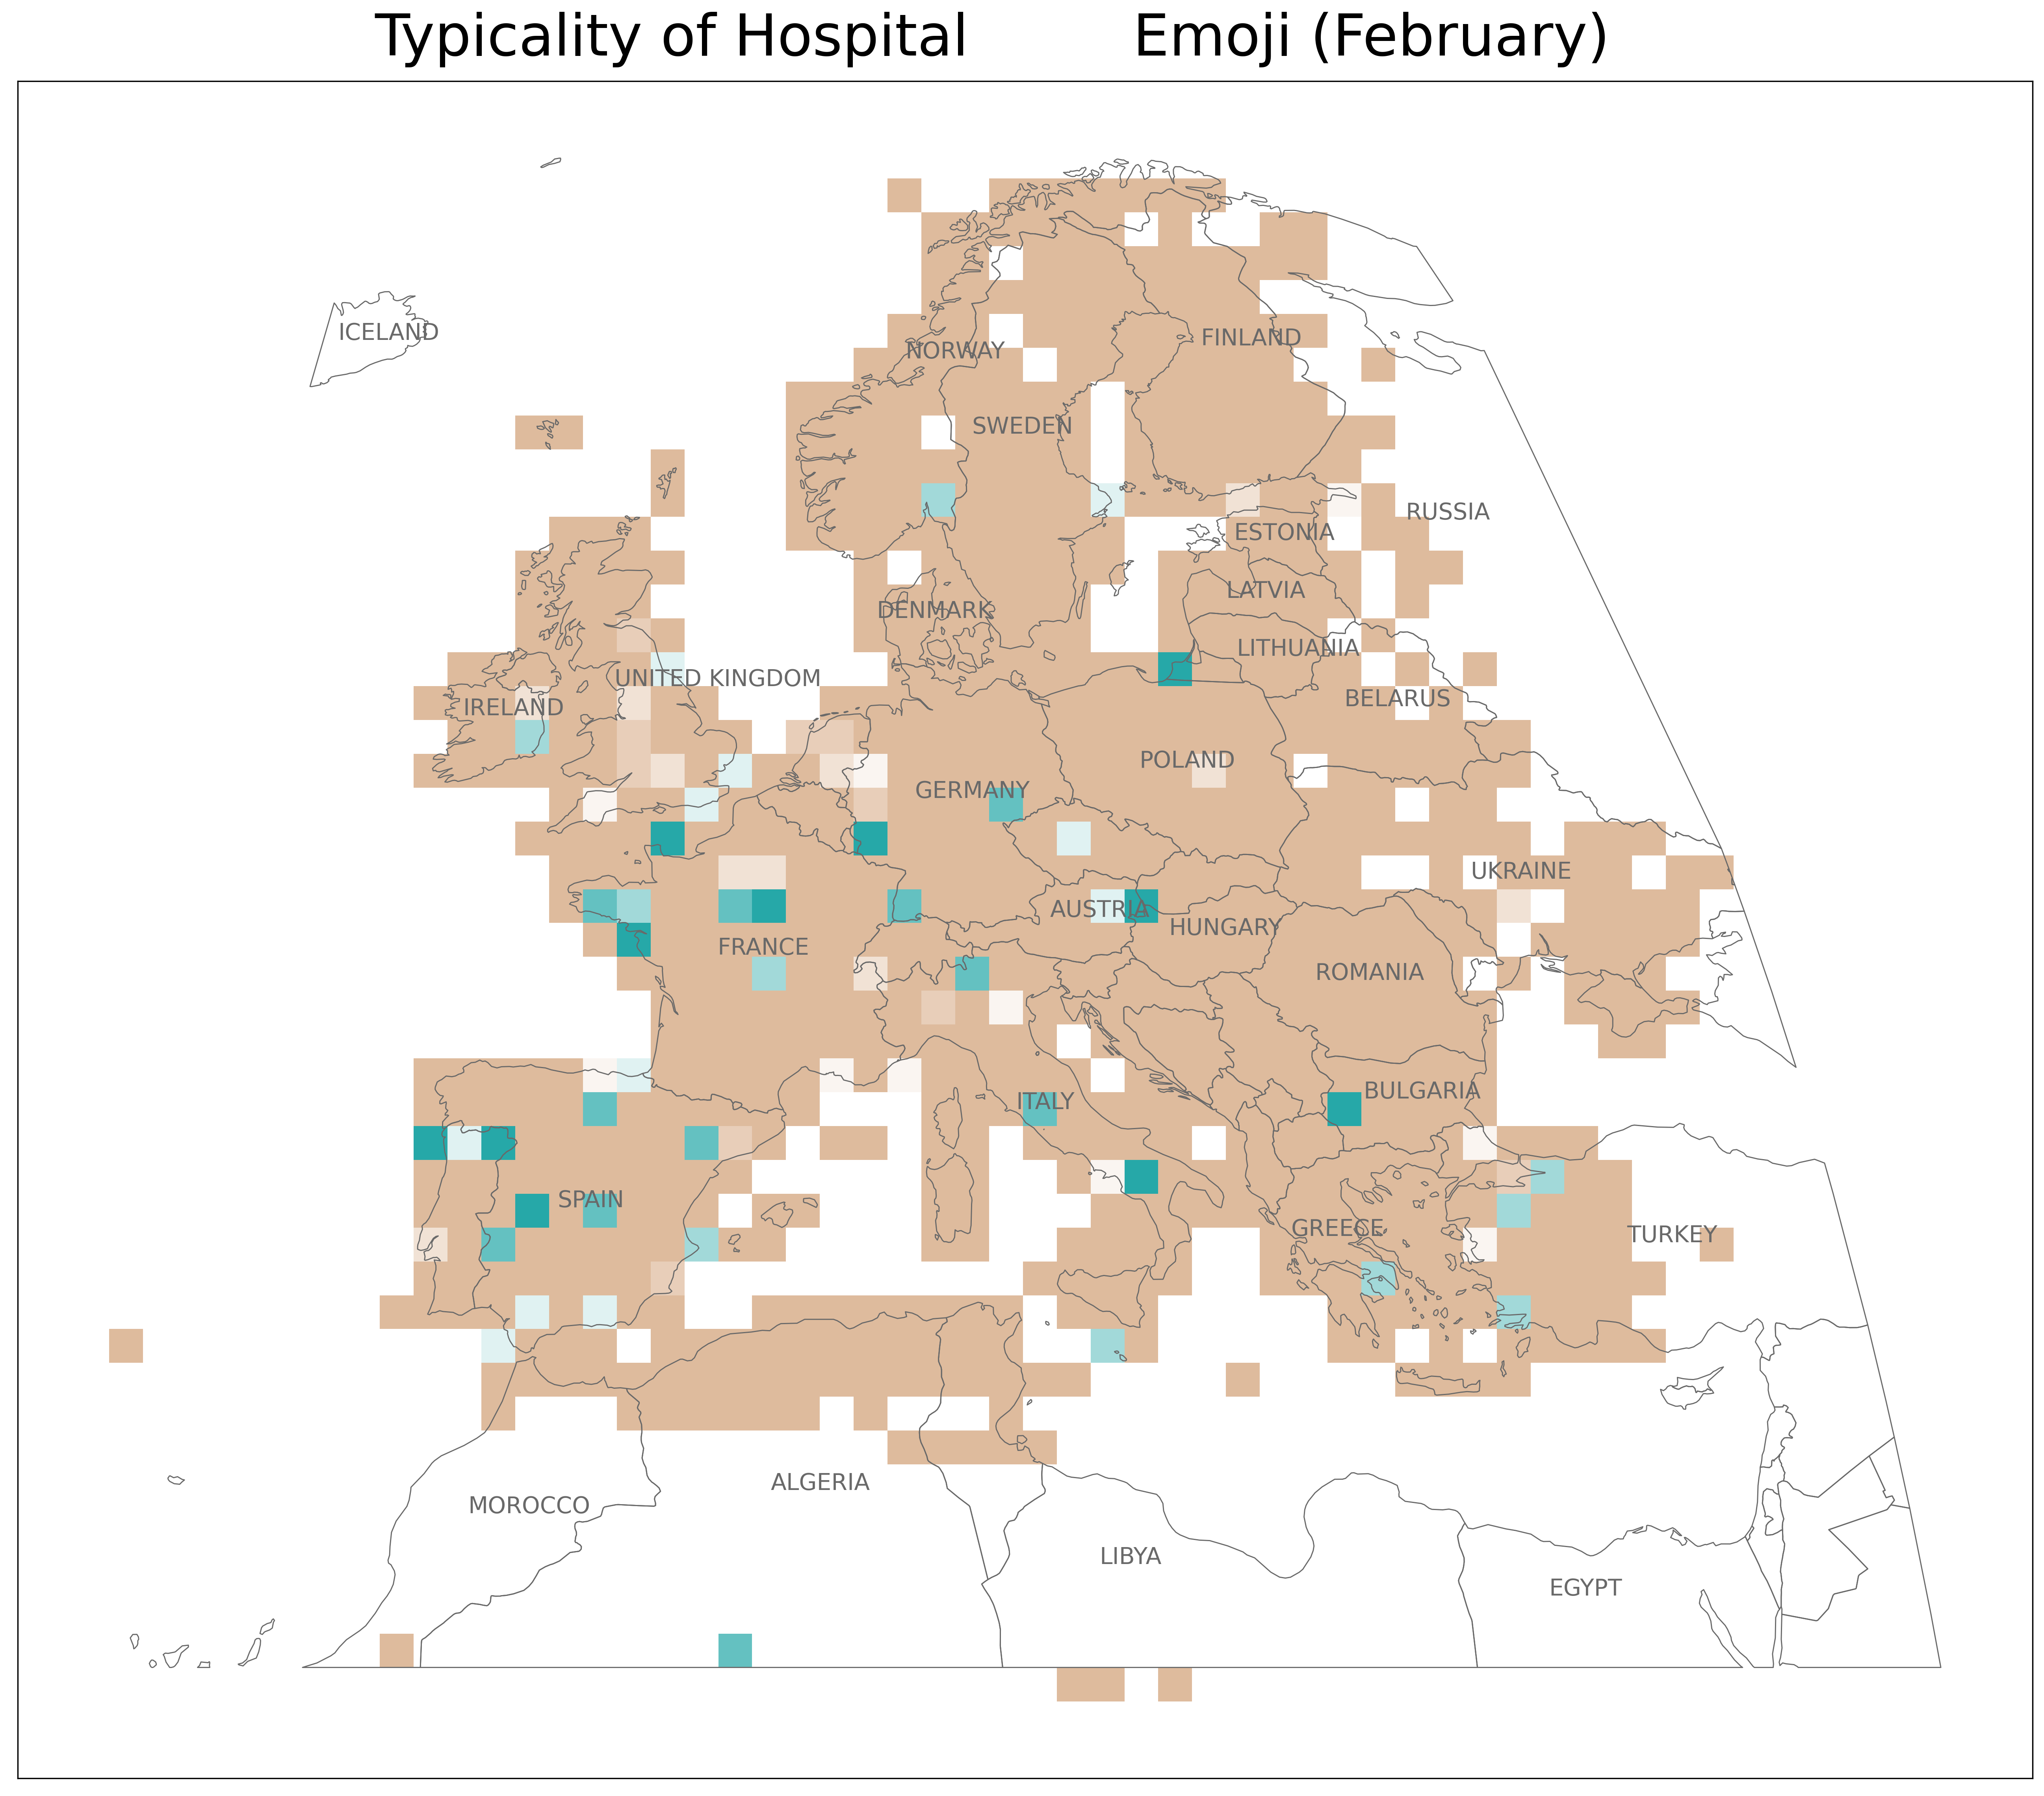 Typicality of Hospital Emoji (February)
ICELAND
FINLAND
NORWAY
SWEDEN
RUSSIA
ESTONIA
LATVIA
DENMARK
LITHUANIA
UNITED KINGDOM
BELARUS
IRELAND
POLAND
GERMANY
UKRAINE
AUSTRIA
HUNGARY
FRANCE
ROMANIA
BULGARIA
ITALY
SPAIN
GREECE
TURKEY
ALGERIA
MOROCCO
LIBYA
EGYPT